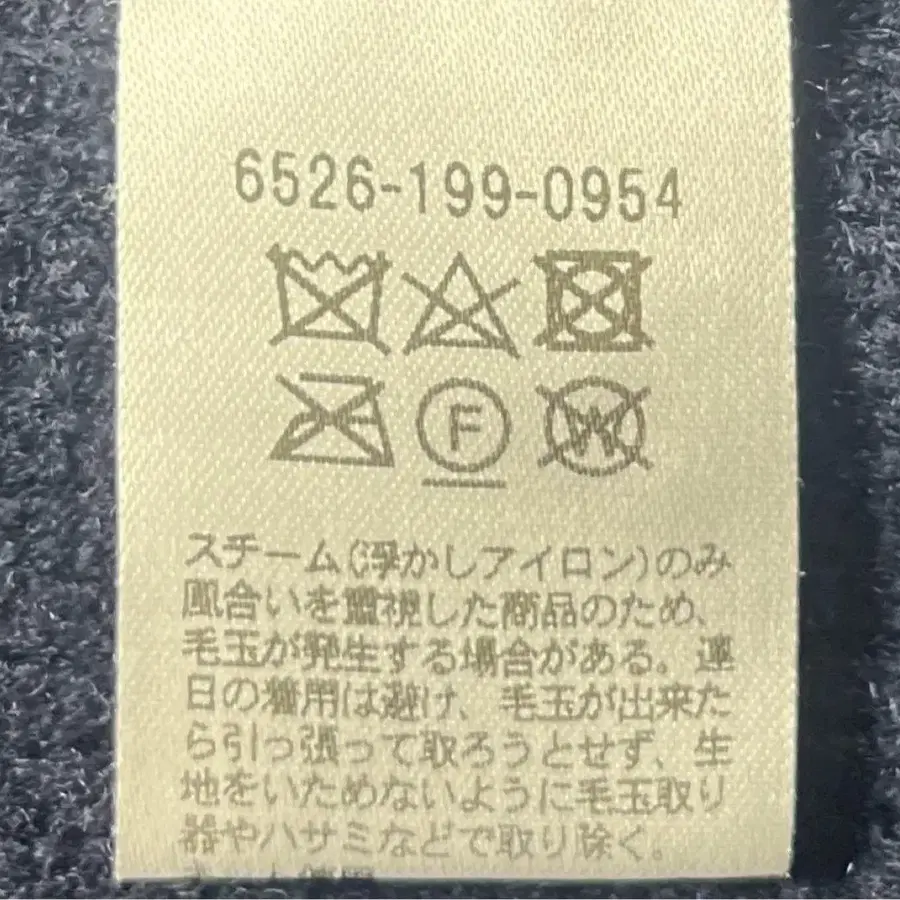 6526-199-0954
F
W
スチーム(浮かしアイロン)のみ
風合いを重視した商品のため、
毛玉が発生する場合がある。連
日の着用は避け、毛玉が出来た
ら引っ張って取ろうとせず、生
地をいためないように毛玉取り
器やハサミなどで取り除く。